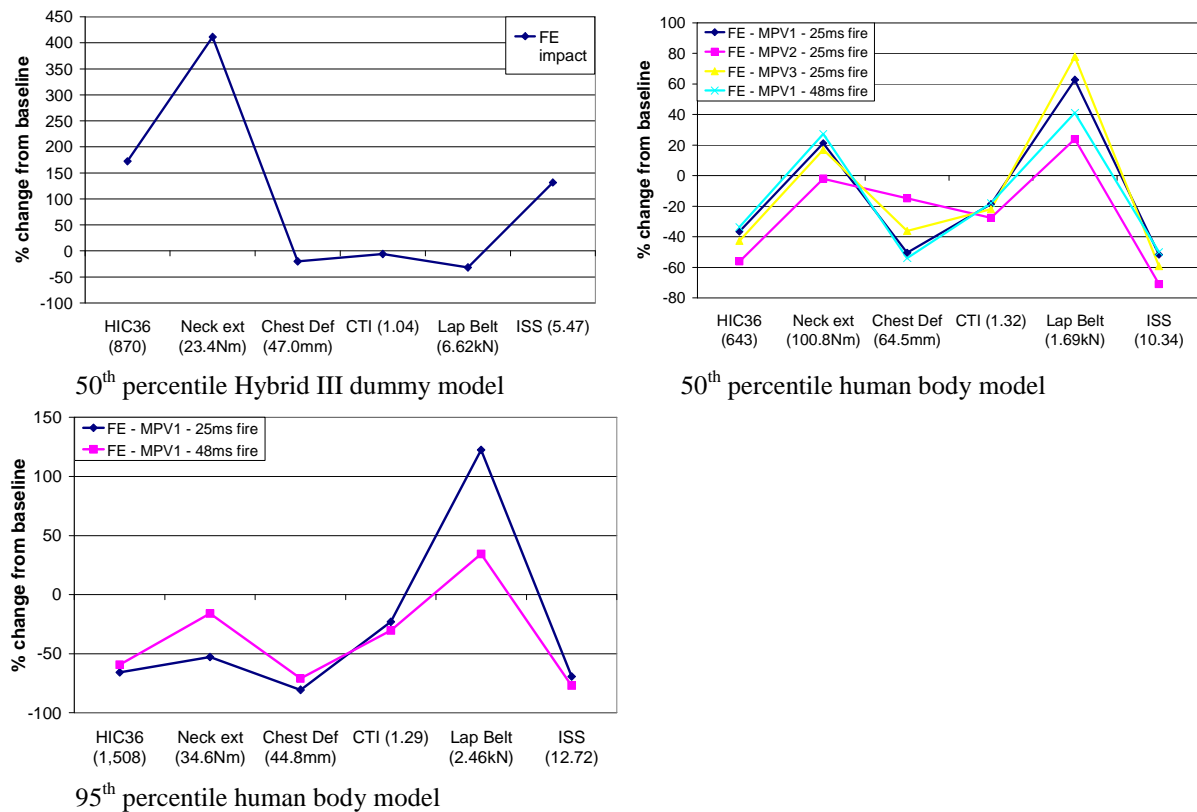 % change from baseline
450
400
350
300
250
200
150
100
50
0
-50
-100
FE
impact
HIC36 Neck ext Chest Def CTI (1.04) Lap Belt ISS (5.47)
(870) (23.4Nm) (47.0mm) (6.62kN)
50th percentile Hybrid III dummy model
% change from baseline
100
80
60
40
20
0
-20
-40
-60
-80
FE - MPV1 - 25ms fire
FE - MPV2 - 25ms fire
FE - MPV3 - 25ms fire
FE - MPV1 - 48ms fire
HIC36 Neck ext Chest Def CTI (1.32) Lap Belt ISS
(643) (100.8Nm) (64.5mm) (1.69kN) (10.34)
50th percentile human body model
% change from baseline
150
100
50
0
-50
-100
FE - MPV1 - 25ms fire
FE - MPV1 - 48ms fire
HIC36 Neck ext Chest Def CTI (1.29) Lap Belt ISS
(1,508) (34.6Nm) (44.8mm) (2.46kN) (12.72)
95th percentile human body model